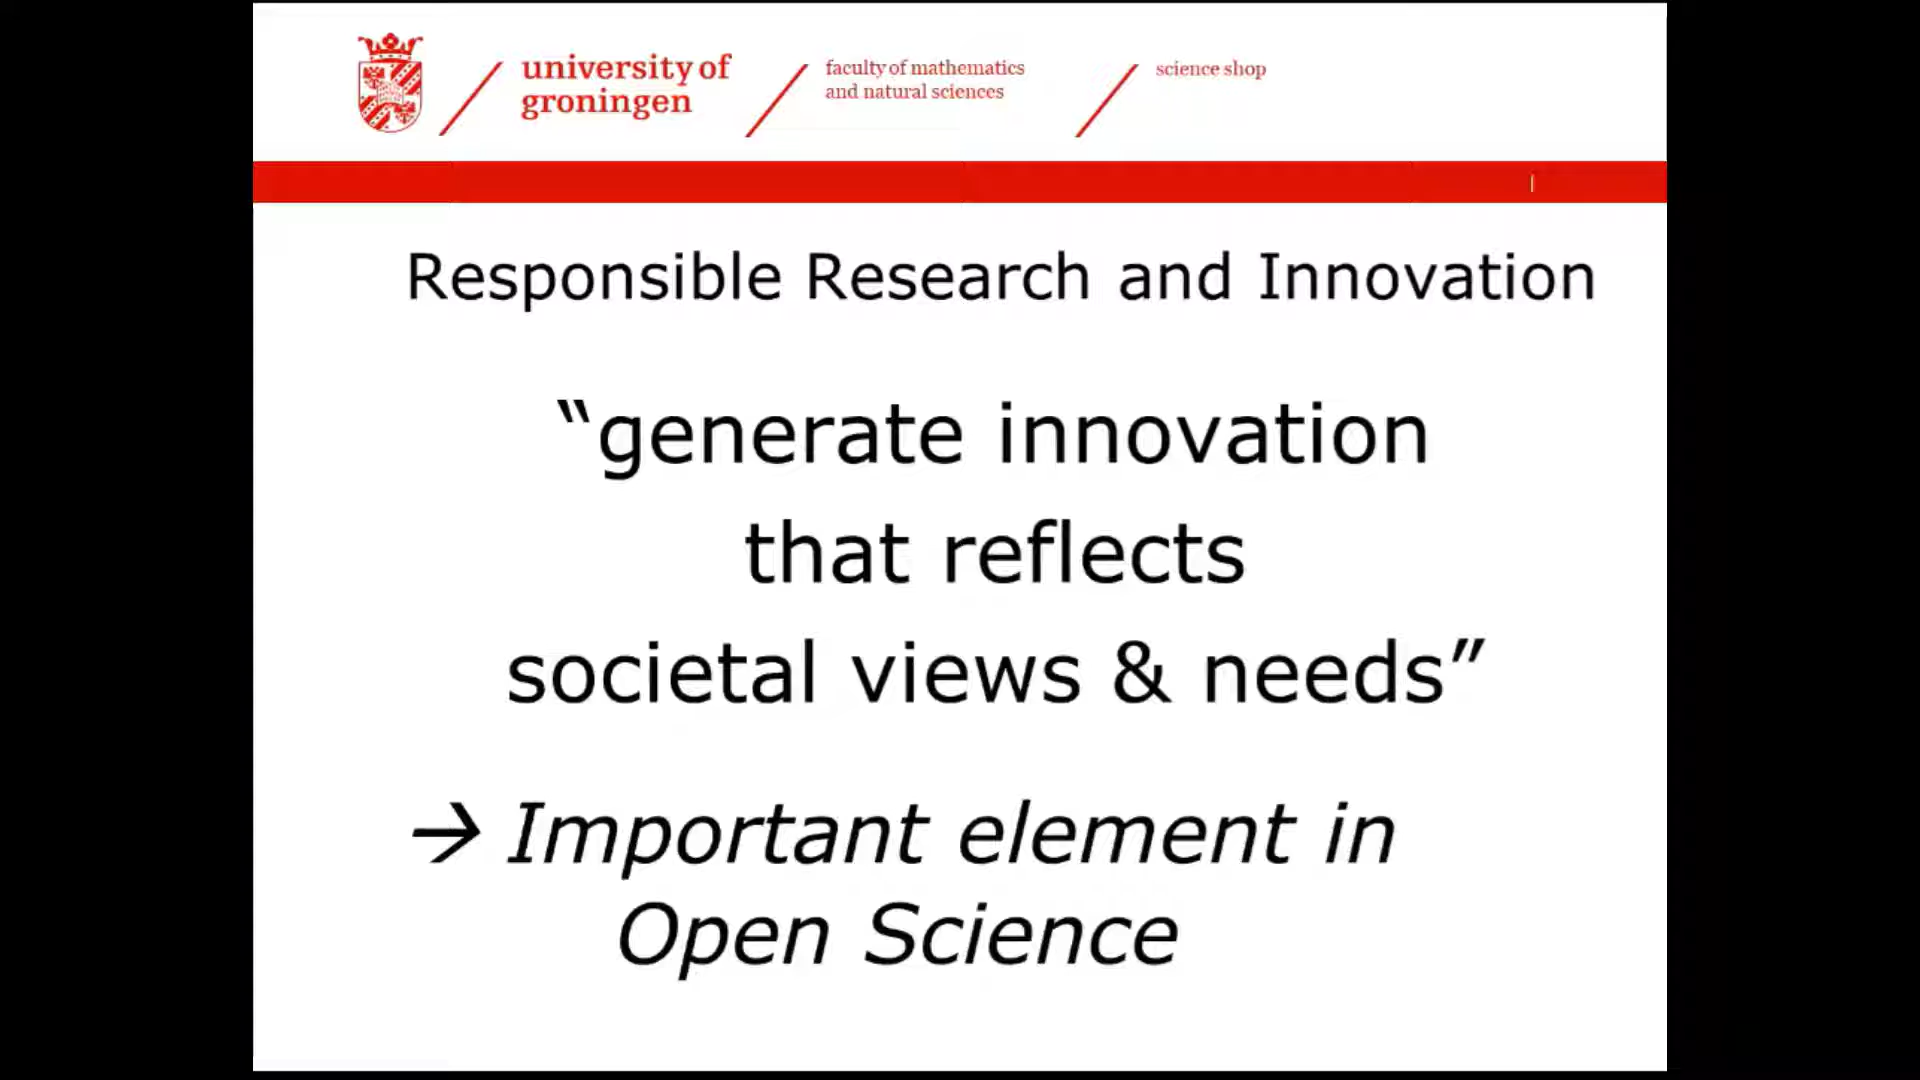 university of
groningen
faculty of mathematics
and natural sciences
science shop
|
Responsible Research and Innovation
“generate innovation
that reflects
societal views & needs”
→ Important element in
Open Science